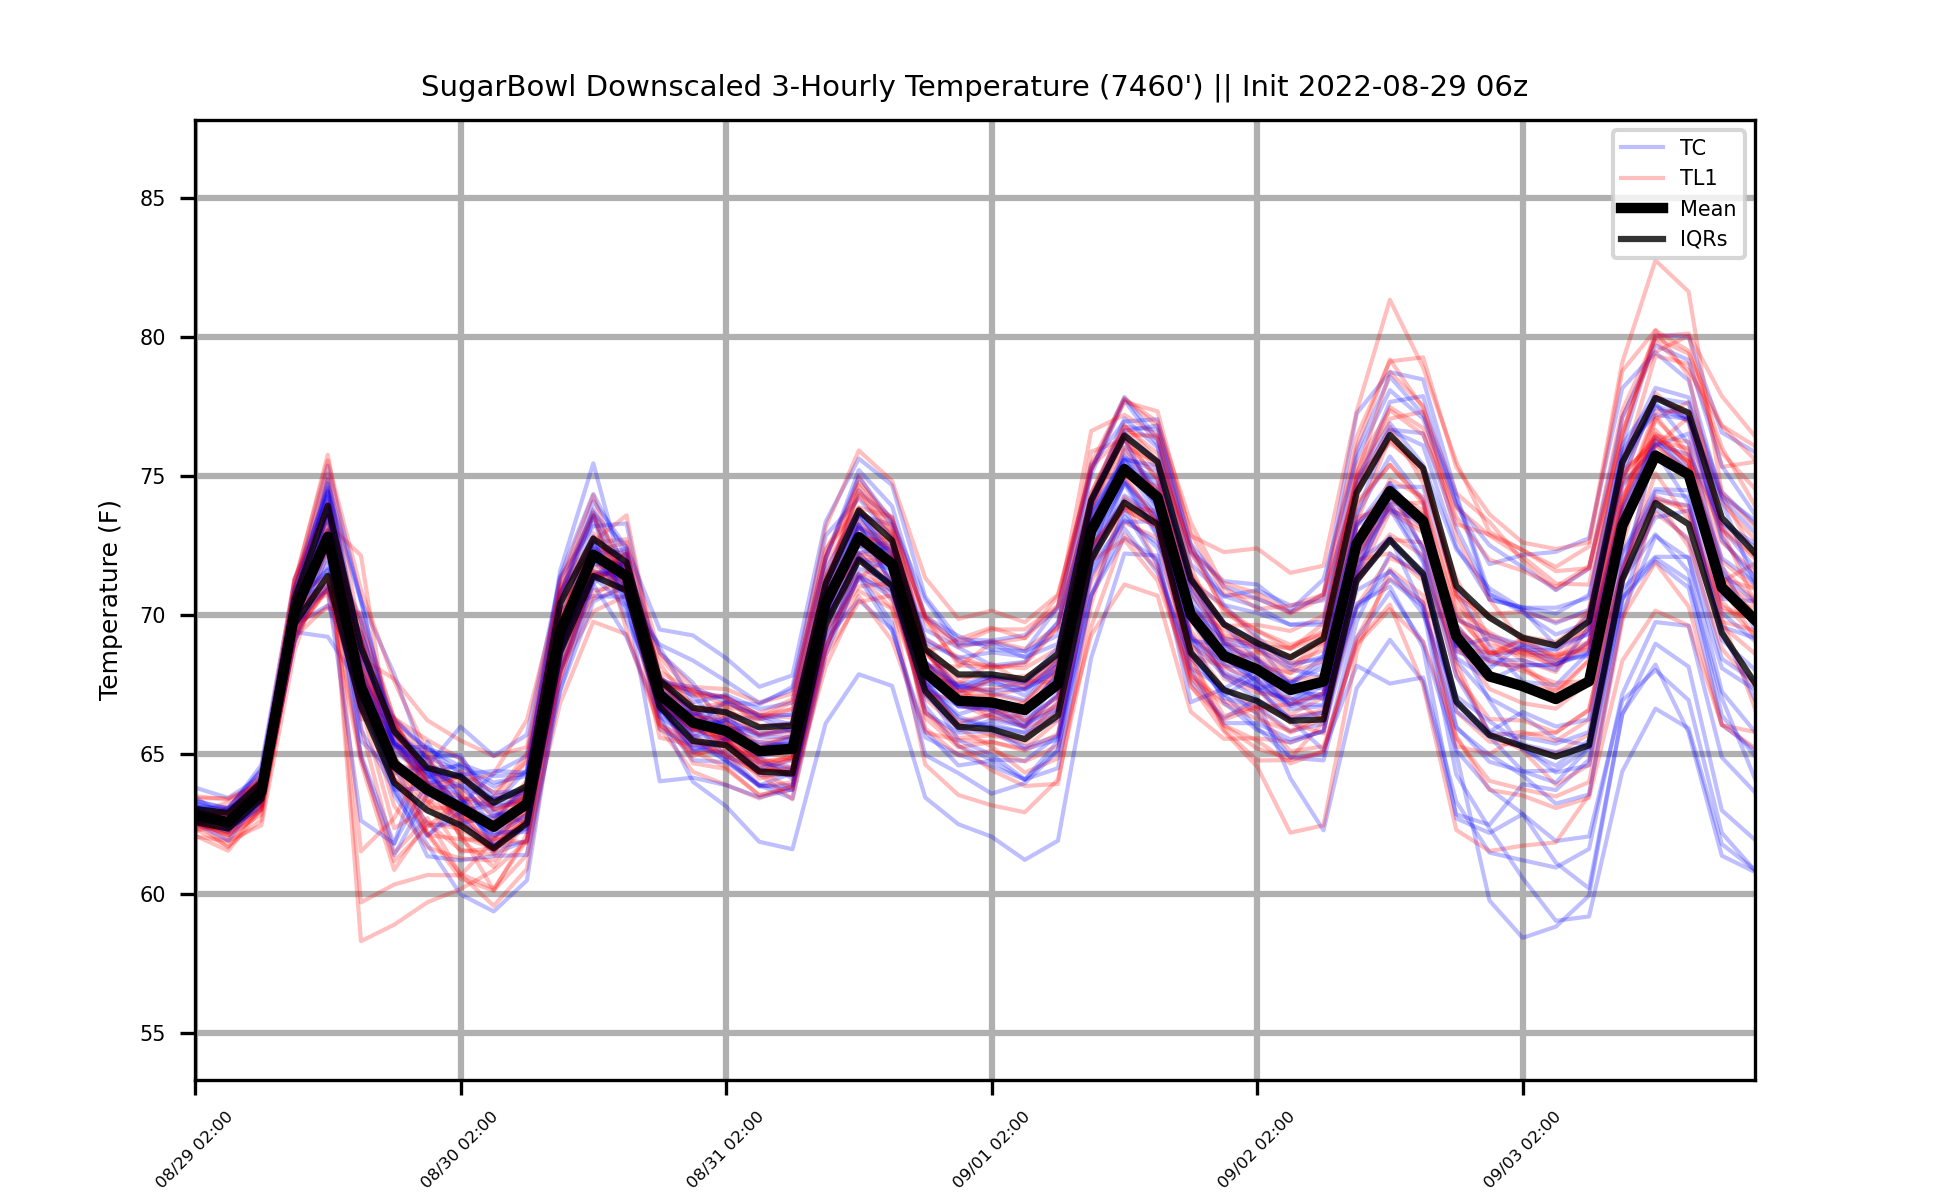 SugarBowl Downscaled 3-Hourly Temperature (7460') || Init 2022-08-29 06z
TC
TL1
Mean
IQRs
Temperature (F)
85
80
75
70
65
60
55
08/29 02:00
08/30 02:00
08/31 02:00
09/01 02:00
09/02 02:00
09/03 02:00